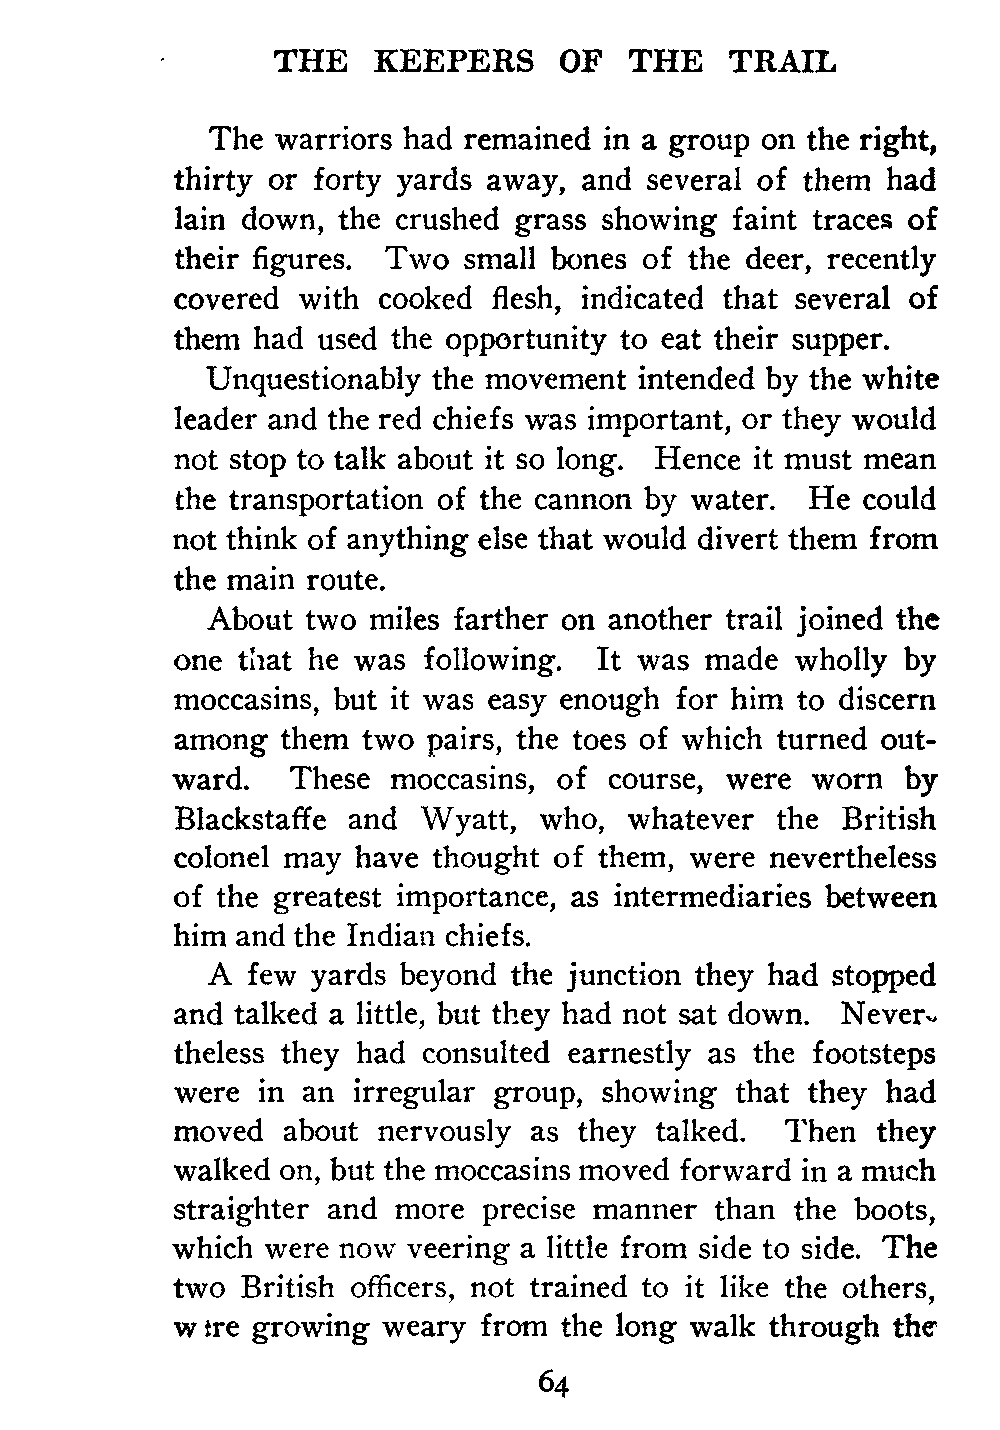 THE KEEPERS OF THE TRAIL
The warriors had remained in a group on the right,
thirty or forty yards away, and several of them had
lain down, the crushed grass showing faint traces of
their figures. Two small bones of the deer, recently
covered with cooked flesh, indicated that several of
them had used the opportunity to eat their supper.
Unquestionably the movement intended by the white
leader and the red chiefs was important, or they would
not stop to talk about it so long. Hence it must mean
the transportation of the cannon by water. He could
not think of anything else that would divert them from
the main route.
About two miles farther on another trail joined the
one that he was following. It was made wholly by
moccasins, but it was easy enough for him to discern
among them two pairs, the toes of which turned out-
ward. These moccasins, of course, were worn by
Blackstaffe and Wyatt, who, whatever the British
colonel may have thought of them, were nevertheless
of the greatest importance, as intermediaries between
him and the Indian chiefs.
A few yards beyond the junction they had stopped
and talked a little, but they had not sat down. Never-
theless they had consulted earnestly as the footsteps
were in an irregular group, showing that they had
moved about nervously as they talked. Then they
walked on, but the moccasins moved forward in a much
straighter and more precise manner than the boots,
which were now veering a little from side to side. The
two British officers, not trained to it like the others,
were growing weary from the long walk through the
64